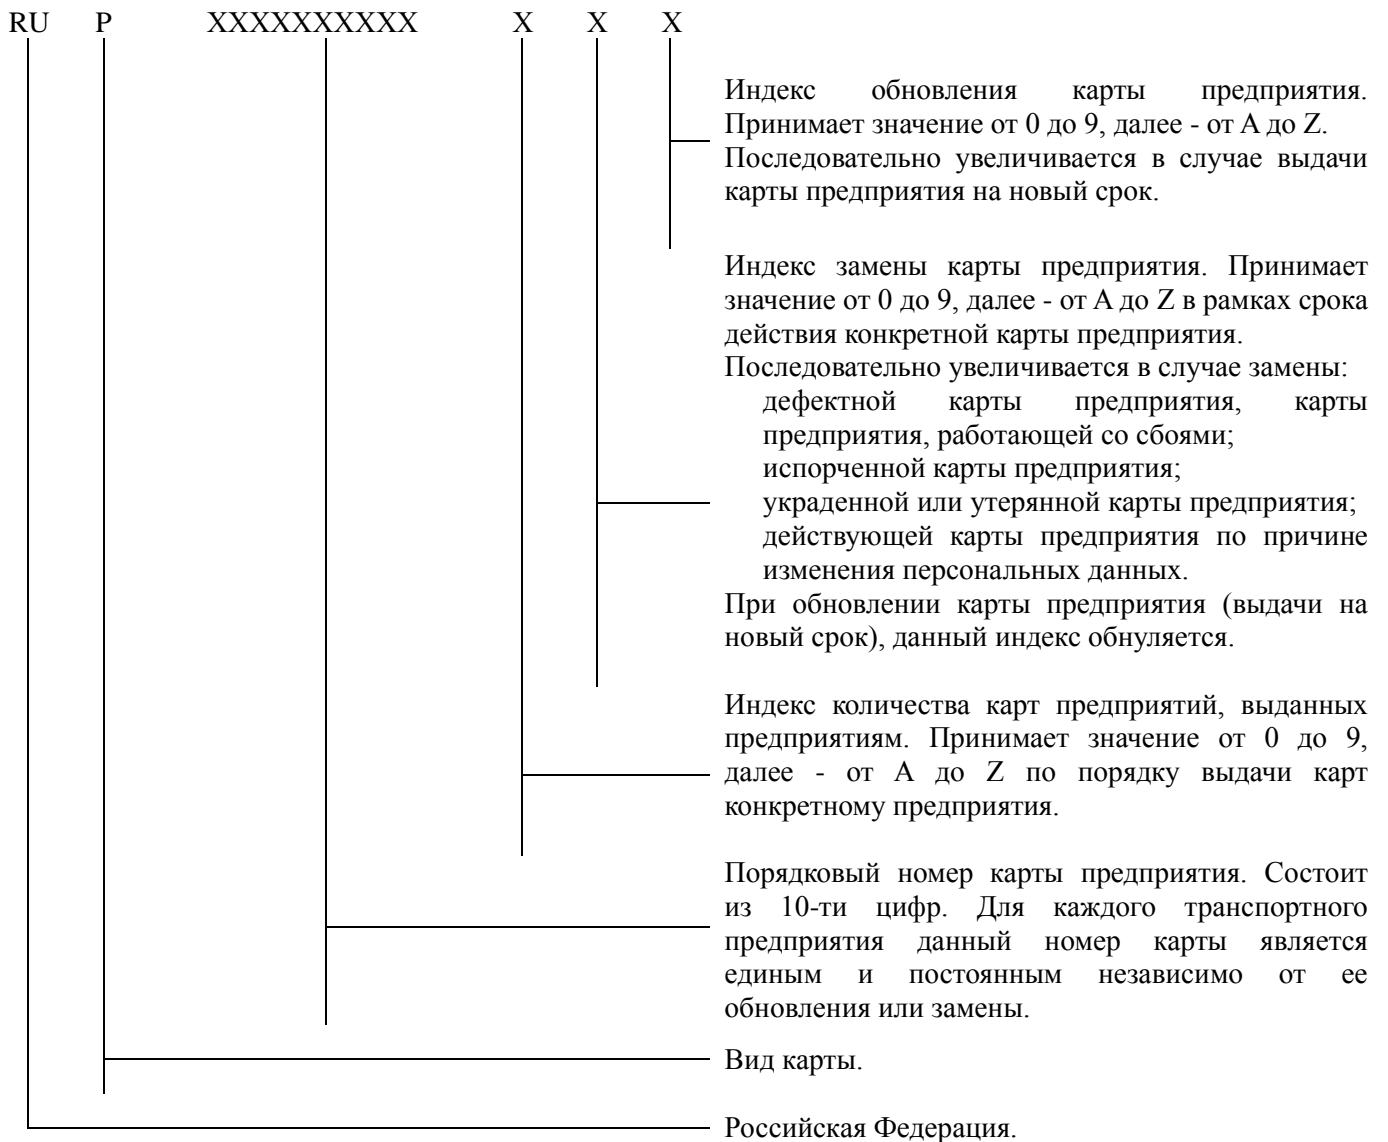 RU P XXXXXXXXXX X X X
Индекс обновления карты предприятия.
Принимает значение от 0 до 9, далее - от A до Z.
Последовательно увеличивается в случае выдачи
карты предприятия на новый срок.
Индекс замены карты предприятия. Принимает
значение от 0 до 9, далее - от A до Z в рамках срока
действия конкретной карты предприятия.
Последовательно увеличивается в случае замены:
дефектной карты предприятия, карты
предприятия, работающей со сбоями;
испорченной карты предприятия;
украденной или утерянной карты предприятия;
действующей карты предприятия по причине
изменения персональных данных.
При обновлении карты предприятия (выдачи на
новый срок), данный индекс обнуляется.
Индекс количества карт предприятий, выданных
предприятиям. Принимает значение от 0 до 9,
далее - от A до Z по порядку выдачи карт
конкретному предприятия.
Порядковый номер карты предприятия. Состоит
из 10-ти цифр. Для каждого транспортного
предприятия данный номер карты является
единым и постоянным независимо от ее
обновления или замены.
Вид карты.
Российская Федерация.